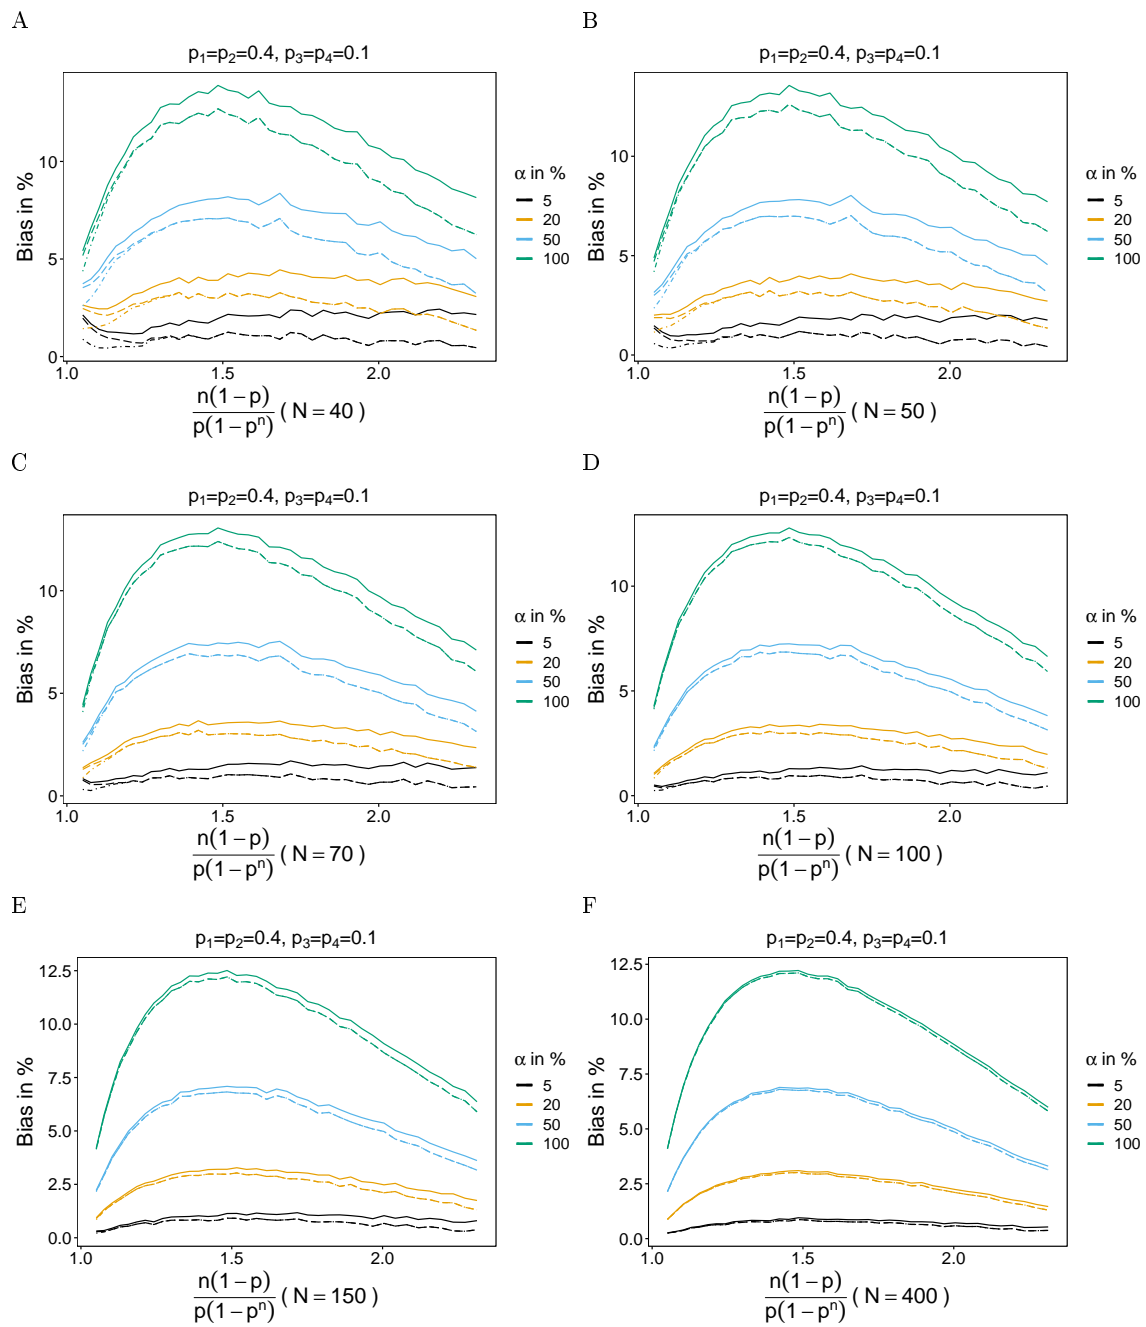 A
p₁=p₂=0.4, p₃=p₄=0.1
Bias in %
10
5
0
1.0 1.5 2.0
n(1−p)
p(1−pⁿ) ( N = 40 )
α in %
5
20
50
100
B
p₁=p₂=0.4, p₃=p₄=0.1
Bias in %
10
5
0
1.0 1.5 2.0
n(1−p)
p(1−pⁿ) ( N = 50 )
α in %
5
20
50
100
C
p₁=p₂=0.4, p₃=p₄=0.1
Bias in %
10
5
0
1.0 1.5 2.0
n(1−p)
p(1−pⁿ) ( N = 70 )
α in %
5
20
50
100
D
p₁=p₂=0.4, p₃=p₄=0.1
Bias in %
10
5
0
1.0 1.5 2.0
n(1−p)
p(1−pⁿ) ( N = 100 )
α in %
5
20
50
100
E
p₁=p₂=0.4, p₃=p₄=0.1
Bias in %
12.5
10.0
7.5
5.0
2.5
0.0
1.0 1.5 2.0
n(1−p)
p(1−pⁿ) ( N = 150 )
α in %
5
20
50
100
F
p₁=p₂=0.4, p₃=p₄=0.1
Bias in %
12.5
10.0
7.5
5.0
2.5
0.0
1.0 1.5 2.0
n(1−p)
p(1−pⁿ) ( N = 400 )
α in %
5
20
50
100